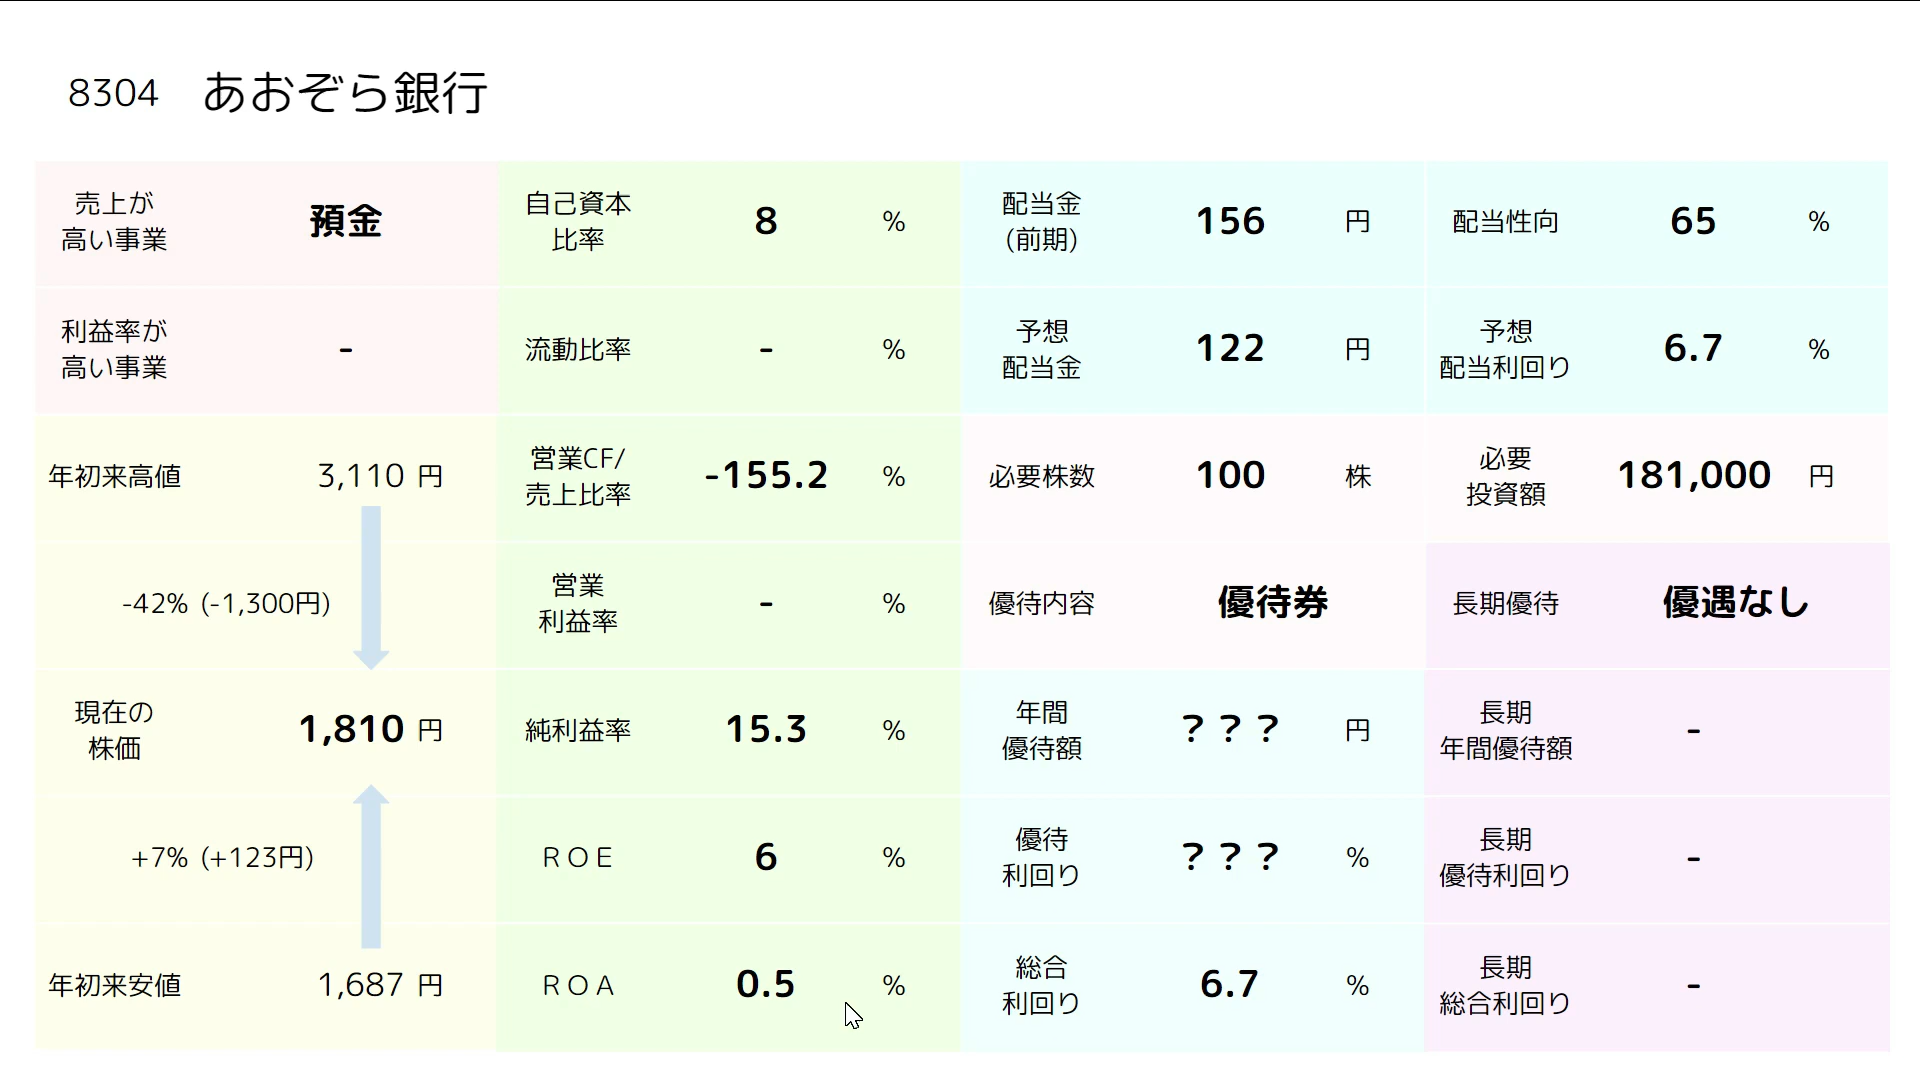 8304 あおぞら銀行
売上が
高い事業
預金
自己資本
比率
8
%
配当金
(前期)
156
円
配当性向
65
%
利益率が
高い事業
-
流動比率
-
%
予想
配当金
122
円
予想
配当利回り
6.7
%
年初来高値
3,110 円
営業CF/
売上比率
-155.2
%
必要株数
100
株
必要
投資額
181,000
円
-42% (-1,300円)
営業
利益率
-
%
優待内容
優待券
長期優待
優遇なし
現在の
株価
1,810 円
純利益率
15.3
%
年間
優待額
？？？
円
長期
年間優待額
-
+7% (+123円)
ＲＯＥ
6
%
優待
利回り
？？？
%
長期
優待利回り
-
年初来安値
1,687 円
ＲＯＡ
0.5
%
総合
利回り
6.7
%
長期
総合利回り
-